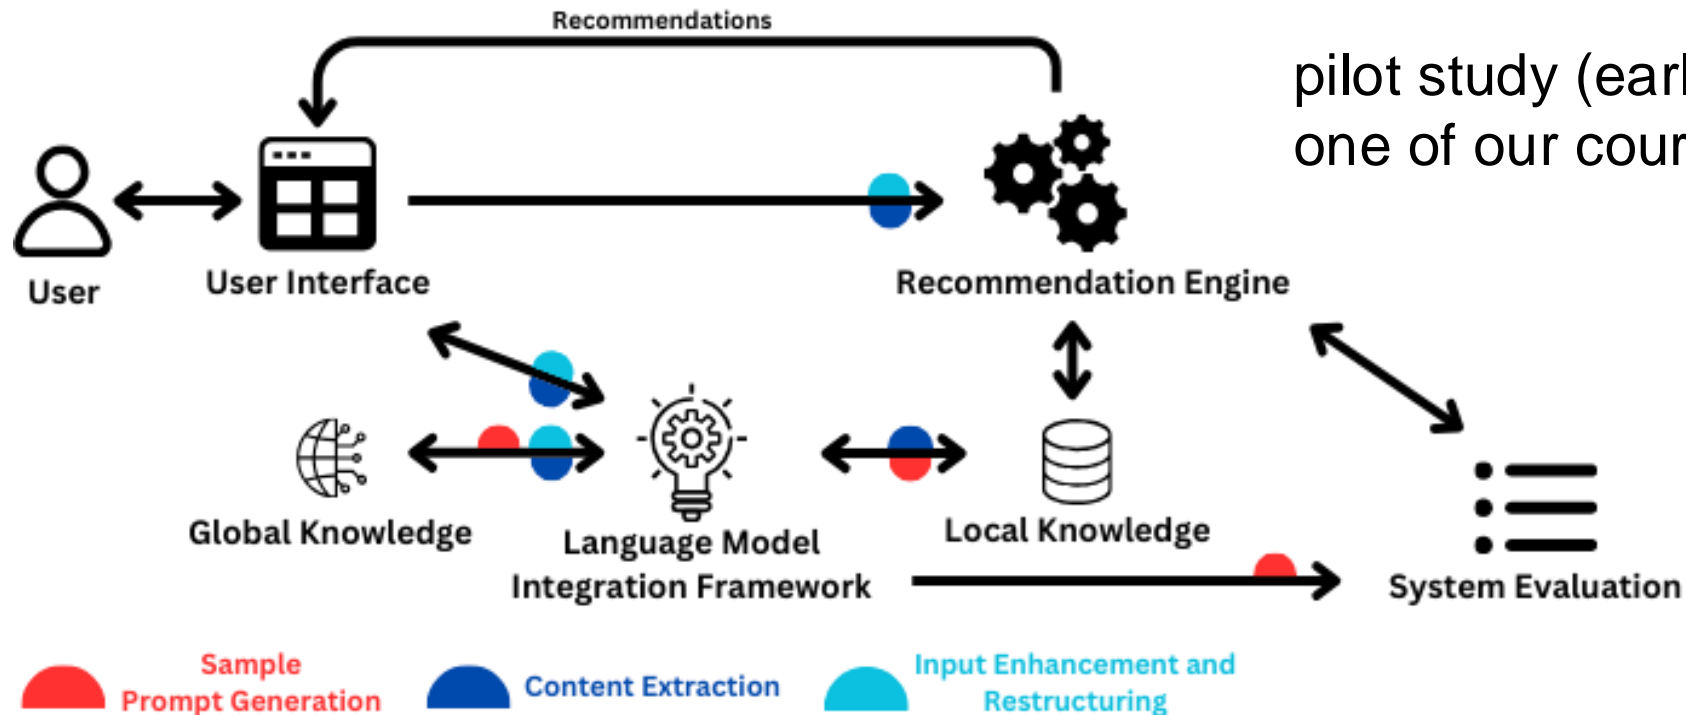 Recommendations
pilot study (earl
one of our cour
User
User Interface
Recommendation Engine
Global Knowledge
Language Model
Integration Framework
Local Knowledge
System Evaluation
Sample
Prompt Generation
Content Extraction
Input Enhancement and
Restructuring